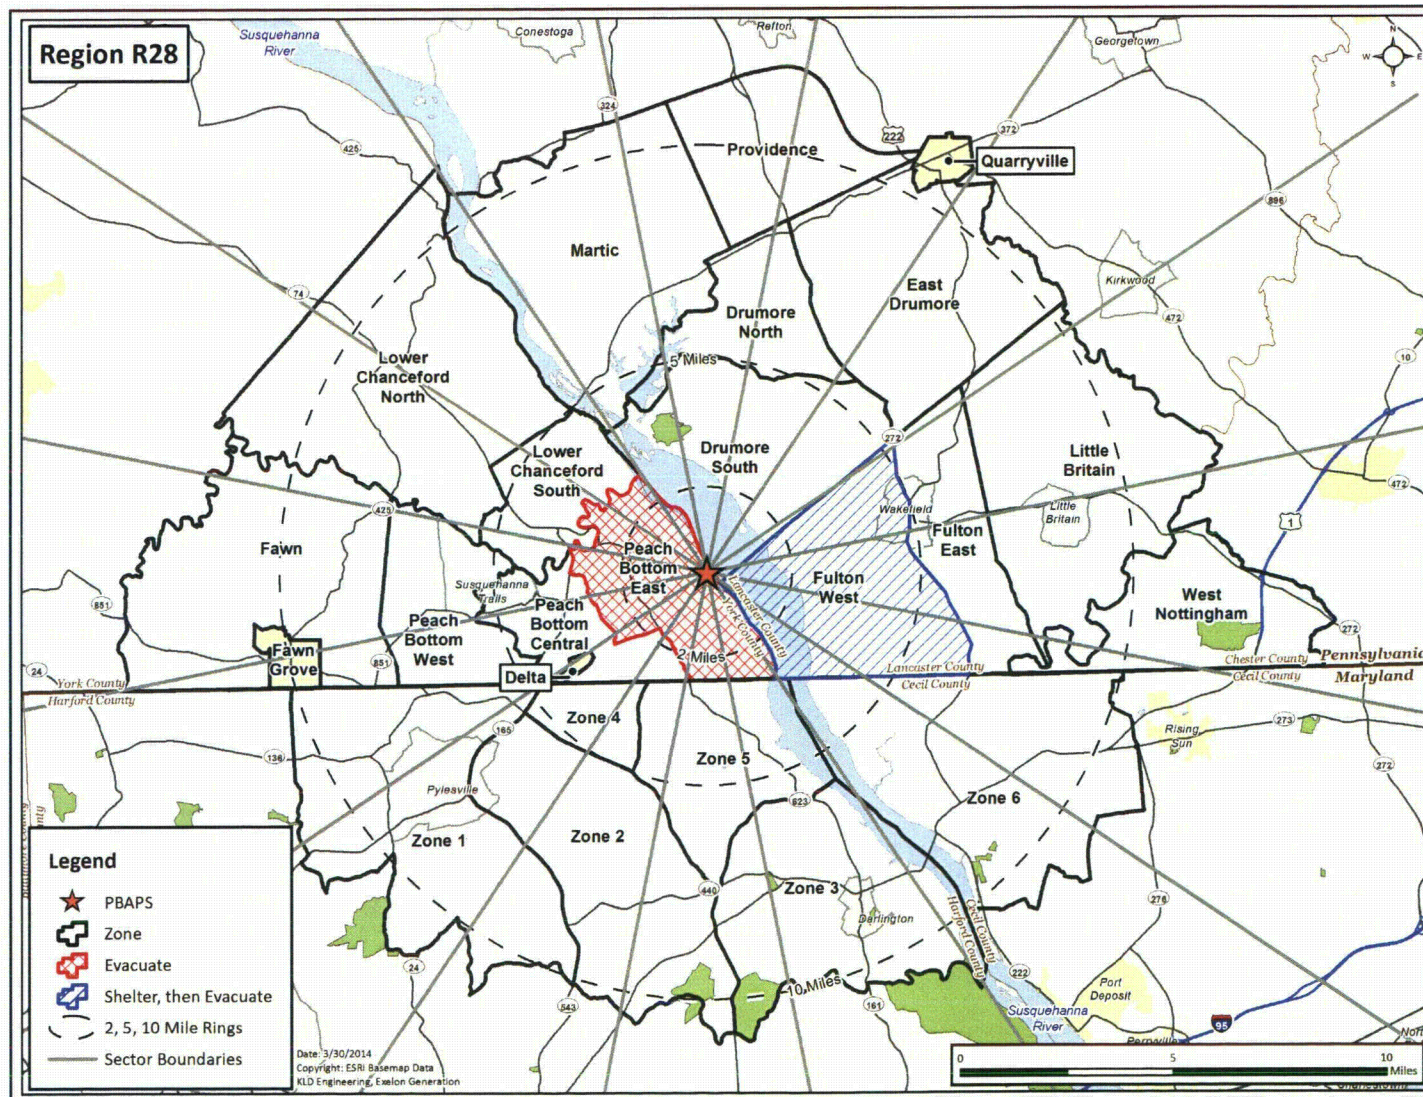 Region R28
Susquehanna
River
Conestoga
Refton
Georgetown
N
W
E
S
324
425
222
372
Providence
Quarryville
896
Martic
Kirkwood
74
East
Drumore
Drumore
North
472
10
5 Miles
Lower
Chanceford
North
272
Lower
Chanceford
South
Drumore
South
Little
Britain
472
Wakefield
Little
Britain
1
425
Fawn
Fulton
East
Peach
Bottom
East
Susquehanna
Trails
Fulton
West
Lancaster County
York County
West
Nottingham
851
Peach
Bottom
Central
Peach
Bottom
West
272
Fawn
Grove
851
2 Miles
24
Delta
Lancaster County
Cecil County
Chester County
Cecil County
Pennsylvania
Maryland
York County
Harford County
Zone 4
165
273
Rising
Sun
136
Zone 5
272
Pylesville
623
Zone 6
Zone 1
Zone 2
440
Zone 3
276
Darlington
Cecil County
Harford County
24
543
10 Miles
161
222
Port
Deposit
Susquehanna
River
95
Perryville
Legend
PBAPS
Zone
Evacuate
Shelter, then Evacuate
2, 5, 10 Mile Rings
Sector Boundaries
Date: 3/30/2014
Copyright: ESRI Basemap Data
KLD Engineering, Exelon Generation
0
5
10
Miles